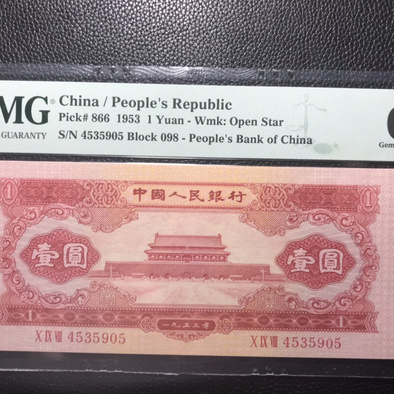 MG
GUARANTY
China / People's Republic
Pick# 866 1953 1 Yuan - Wmk: Open Star
S/N 4535905 Block 098 - People's Bank of China
Gem
1
1
中國人民銀行
壹圓
壹圓
1
1
一九五三年
X IX VIII 4535905
X IX VIII 4535905